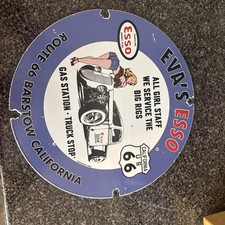 EVA'S ESSO
Esso
ALL GIRL STAFF
WE SERVICE THE
BIG RIGS
GAS STATION - TRUCK STOP
CALIFORNIA
U S
66
ROUTE 66 BARSTOW CALIFORNIA